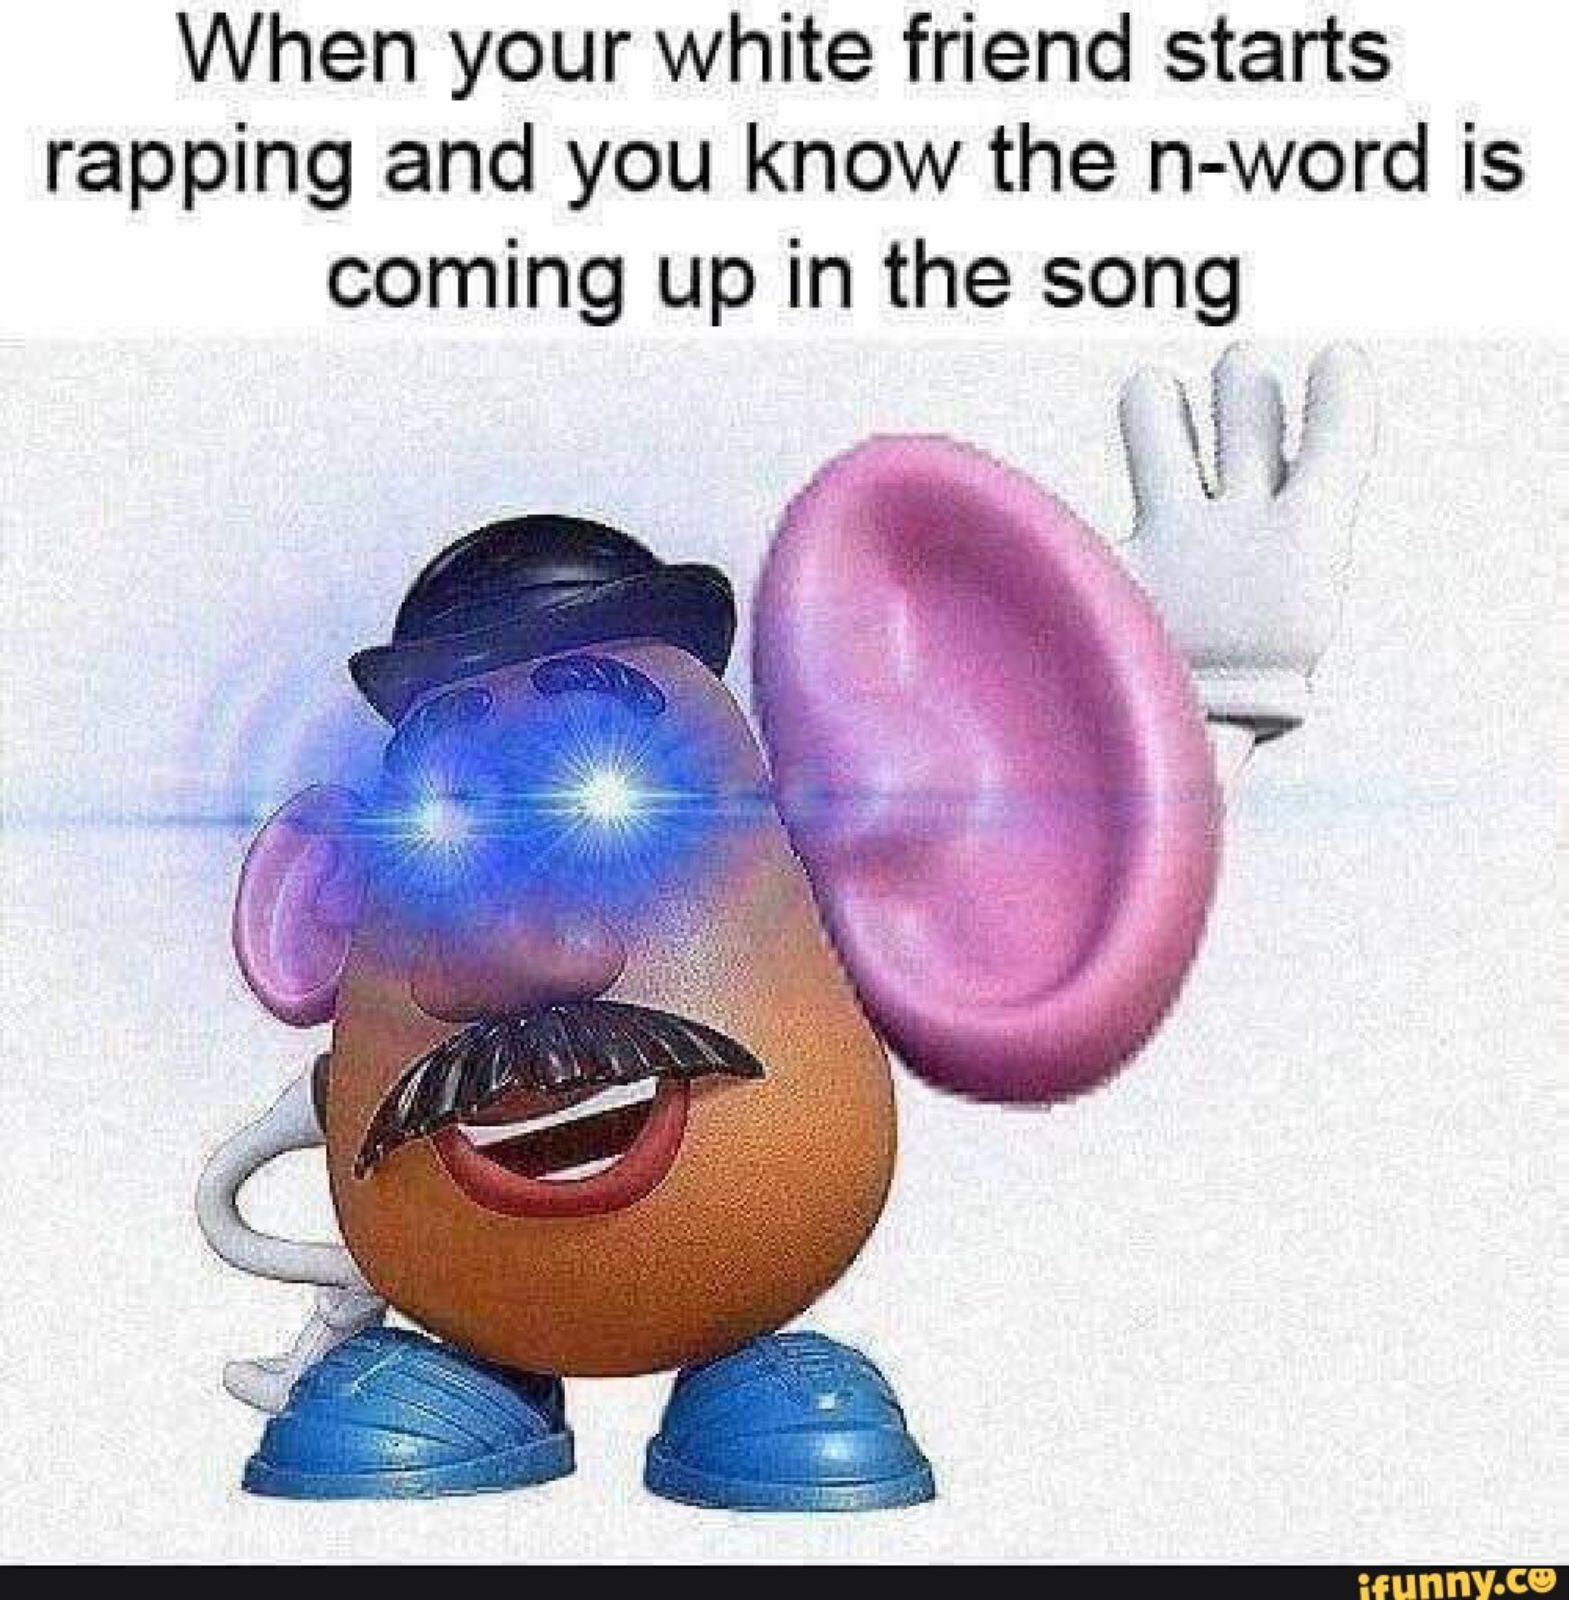 When your white friend starts
rapping and you know the n-word is
coming up in the song
ifunny.co